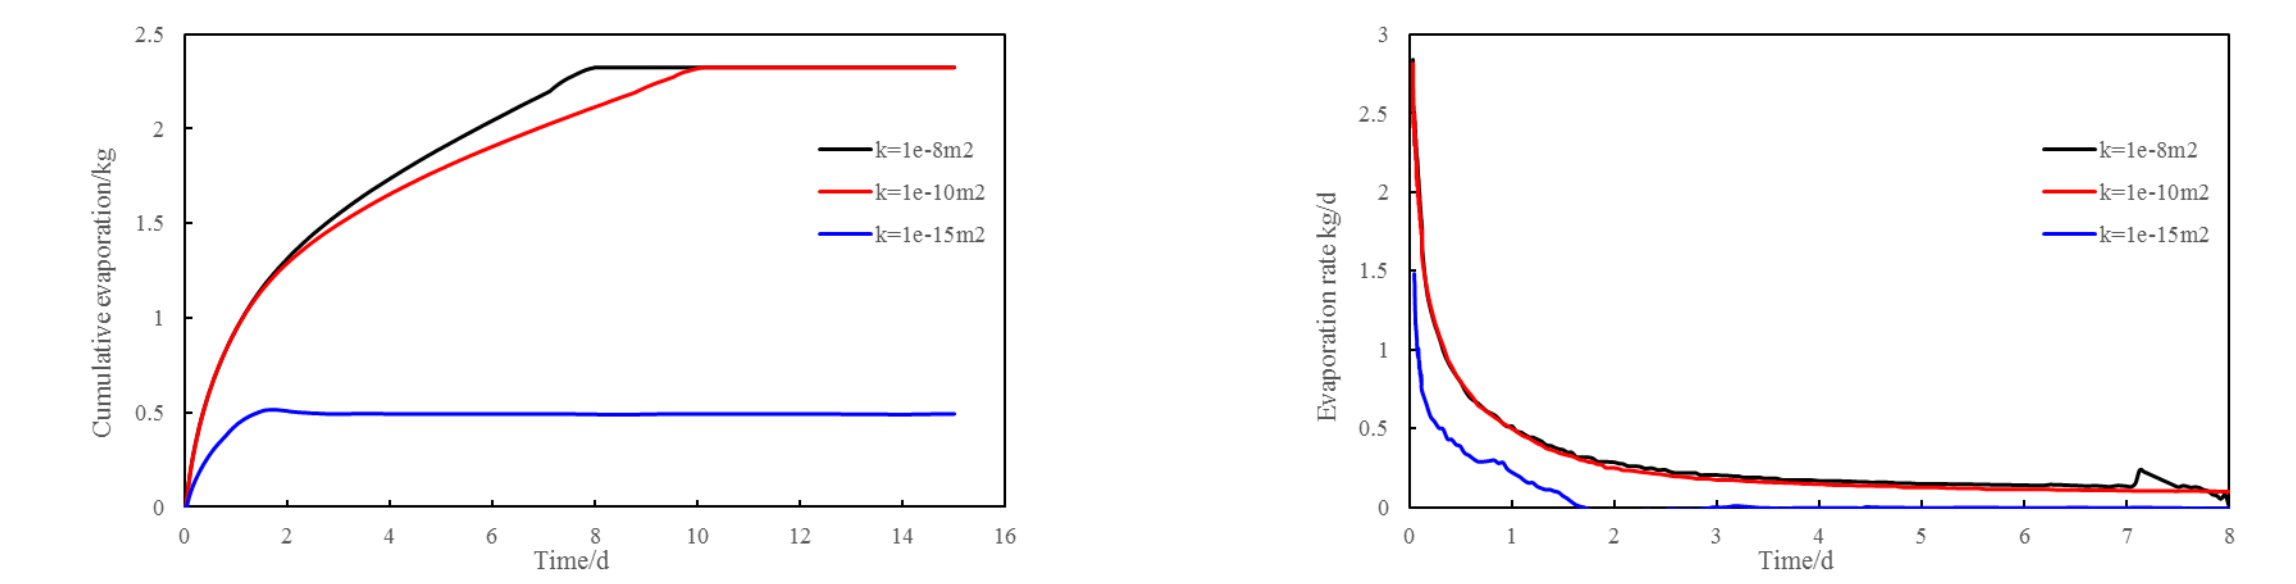 Cumulative evaporation/kg
2.5
2
1.5
1
0.5
0
0 2 4 6 8 10 12 14 16
Time/d
k=1e-8m2
k=1e-10m2
k=1e-15m2
Evaporation rate kg/d
3
2.5
2
1.5
1
0.5
0
0 1 2 3 4 5 6 7 8
Time/d
k=1e-8m2
k=1e-10m2
k=1e-15m2